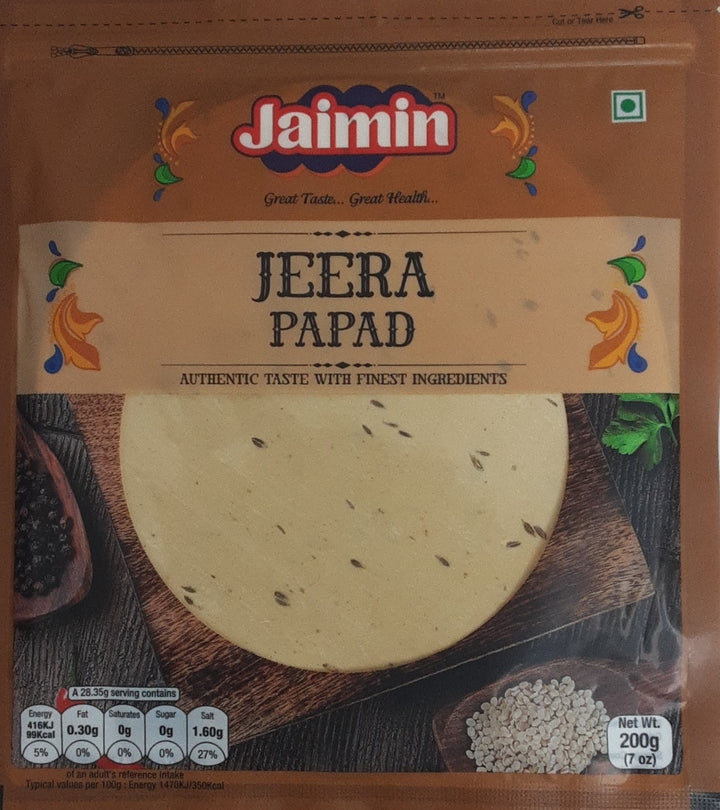 Cut or Tear Here
Jaimin TM
Great Taste... Great Health...
JEERA
PAPAD
AUTHENTIC TASTE WITH FINEST INGREDIENTS
A 28.35g serving contains
Energy Fat Saturates Sugar Salt
416KJ 99Kcal 0.30g 0g 0g 1.60g
5% 0% 0% 0% 27%
of an adult's reference intake
Typical values per 100g : Energy 1470KJ/350Kcal
Net Wt.
200g
(7 oz)